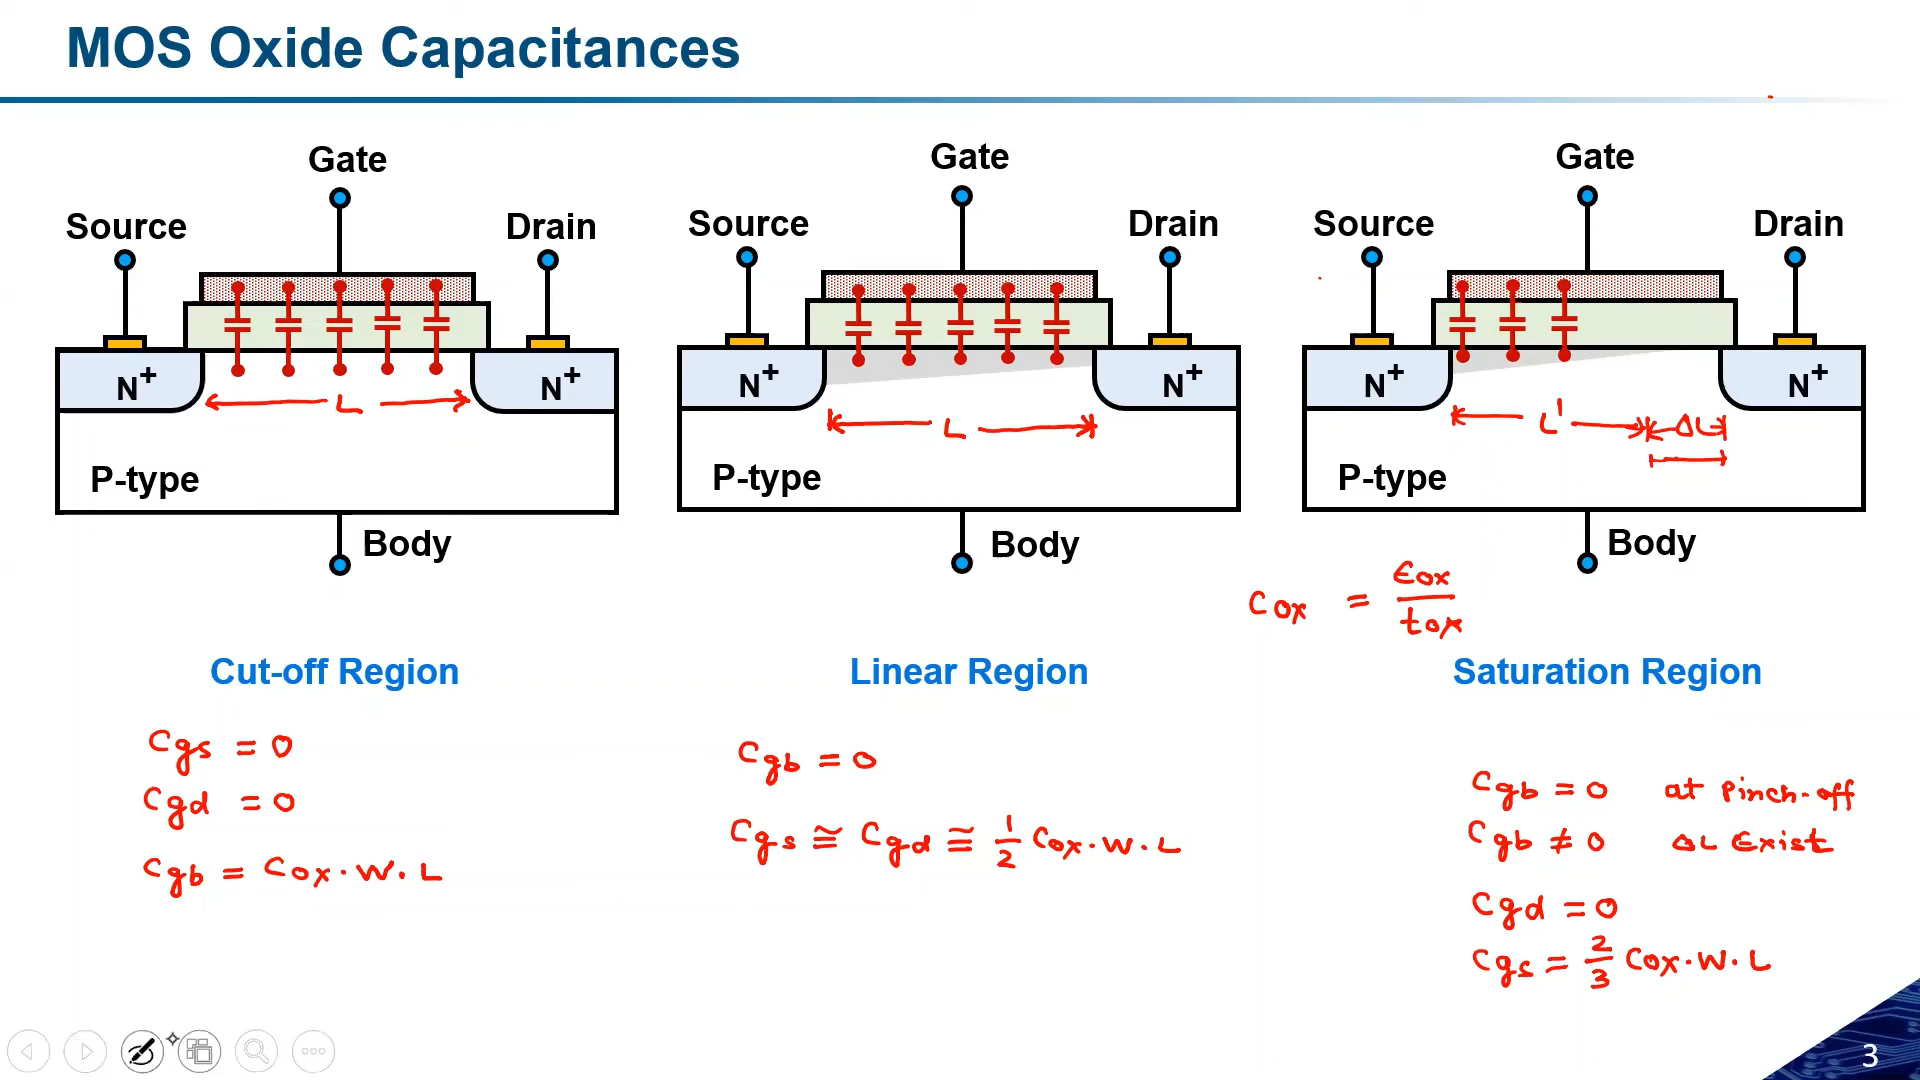 MOS Oxide Capacitances
Gate
Source
Drain
N+
N+
L
P-type
Body
Gate
Source
Drain
N+
N+
L
P-type
Body
Gate
Source
Drain
N+
N+
L' ΔL
P-type
Body
Cox = εox / tox
Cut-off Region
Cgs = 0
Cgd = 0
Cgb = Cox · W · L
Linear Region
Cgb = 0
Cgs ≅ Cgd ≅ 1/2 Cox · W · L
Saturation Region
Cgb = 0 at Pinch-off
Cgb ≠ 0 ΔL Exist
Cgd = 0
Cgs = 2/3 Cox · W · L
3